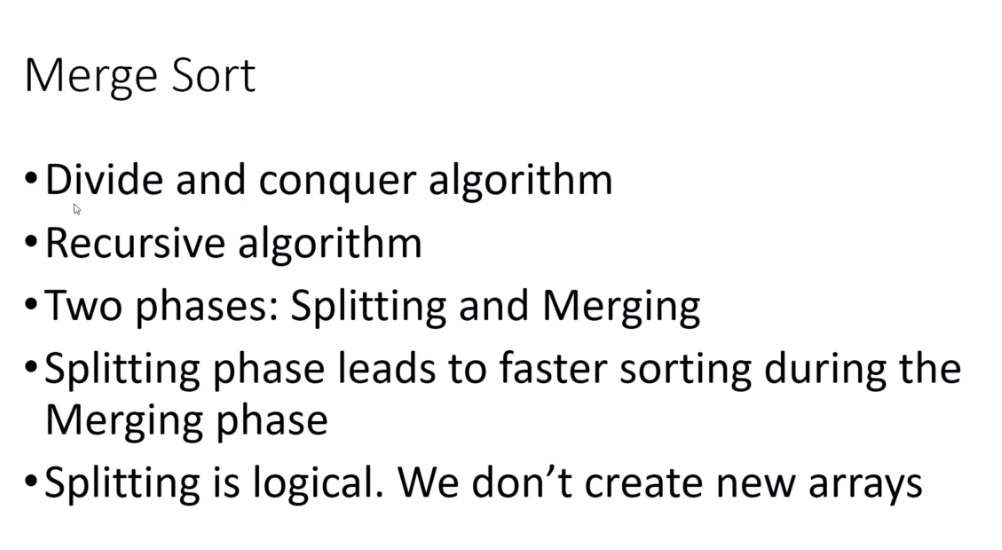 Merge Sort
•Divide and conquer algorithm
•Recursive algorithm
•Two phases: Splitting and Merging
•Splitting phase leads to faster sorting during the
Merging phase
•Splitting is logical. We don’t create new arrays